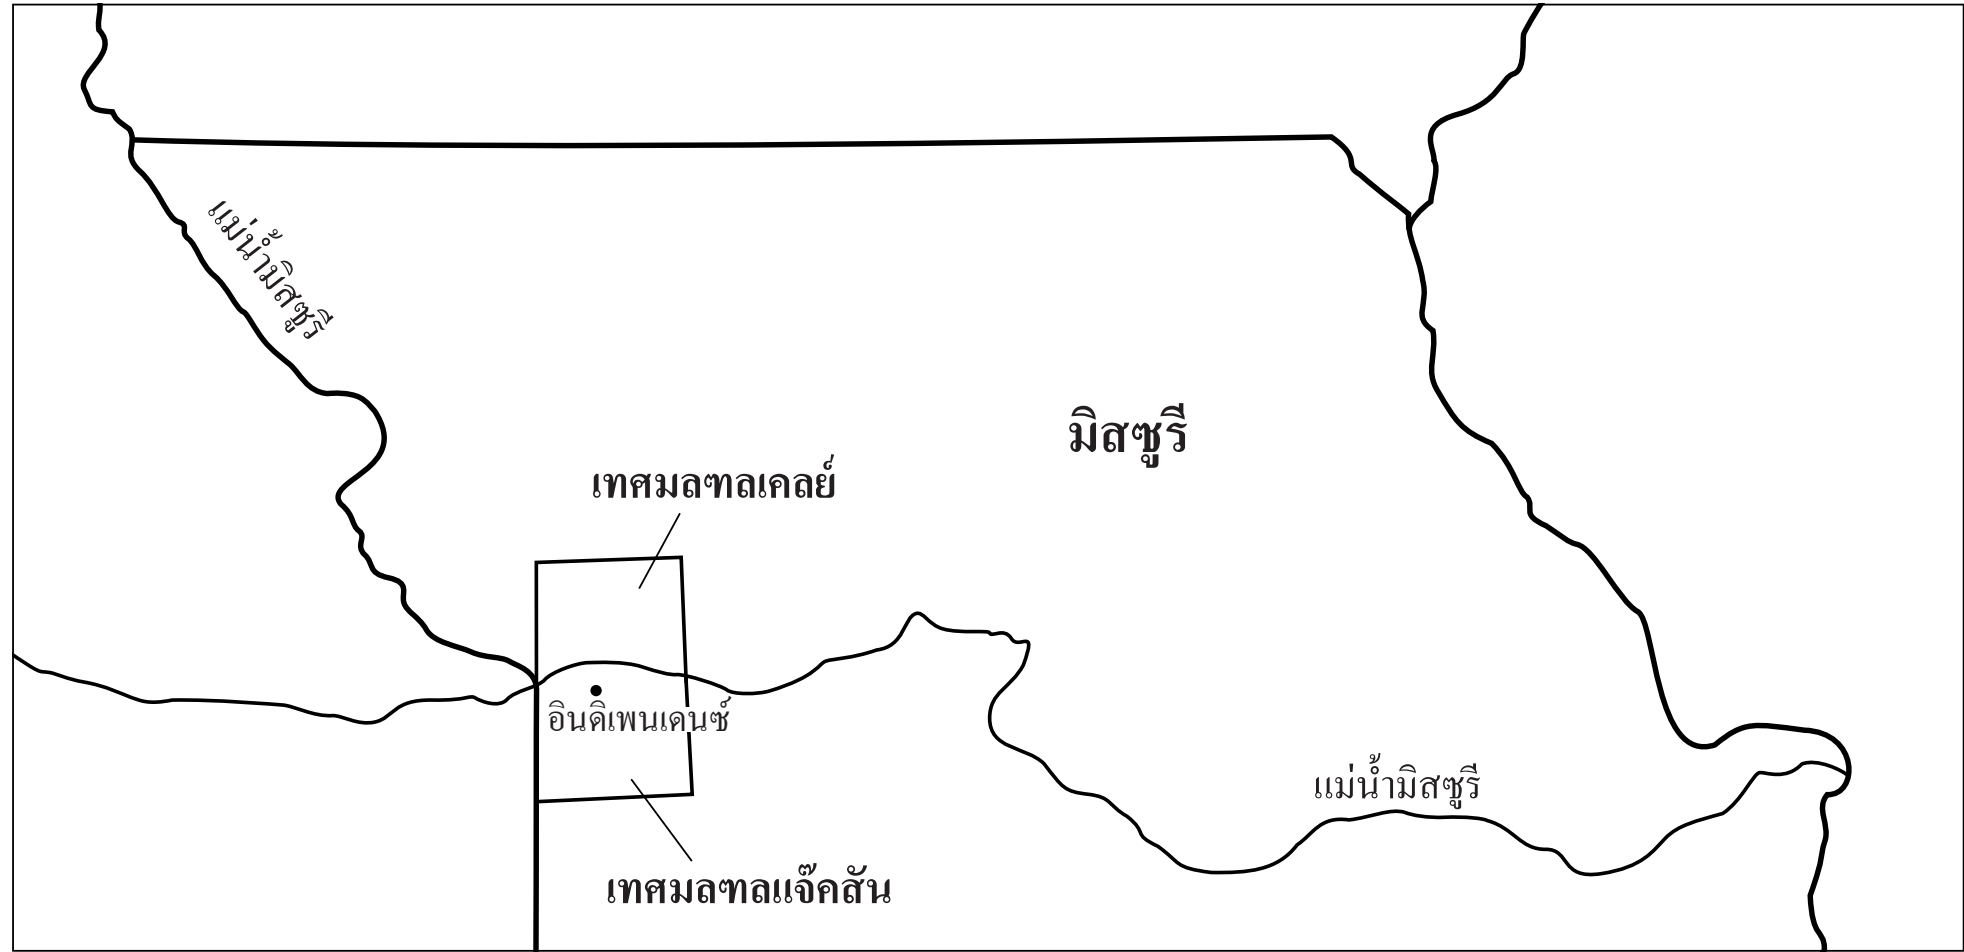 แม่น้ำมิสซูรี
มิสซูรี
เทศมลฑลเคลย์
อินดิเพนเดนซ์
แม่น้ำมิสซูรี
เทศมลฑลแจ๊คสัน